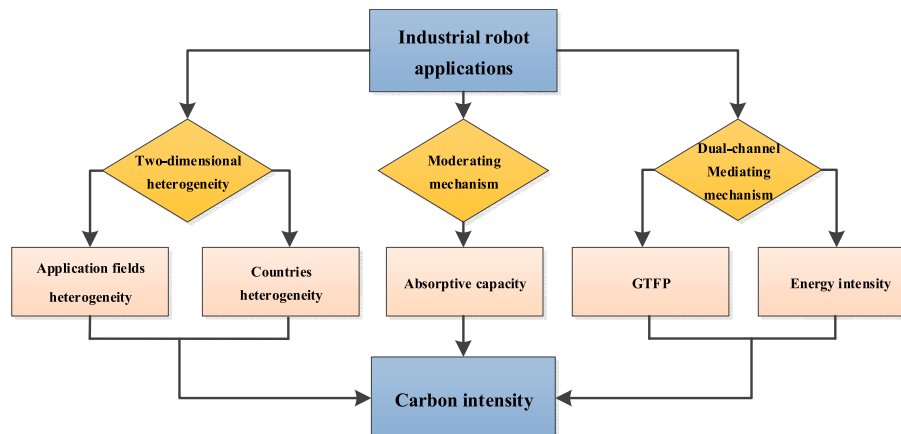 Industrial robot
applications
Two-dimensional
heterogeneity
Moderating
mechanism
Dual-channel
Mediating
mechanism
Application fields
heterogeneity
Countries
heterogeneity
Absorptive capacity
GTFP
Energy intensity
Carbon intensity